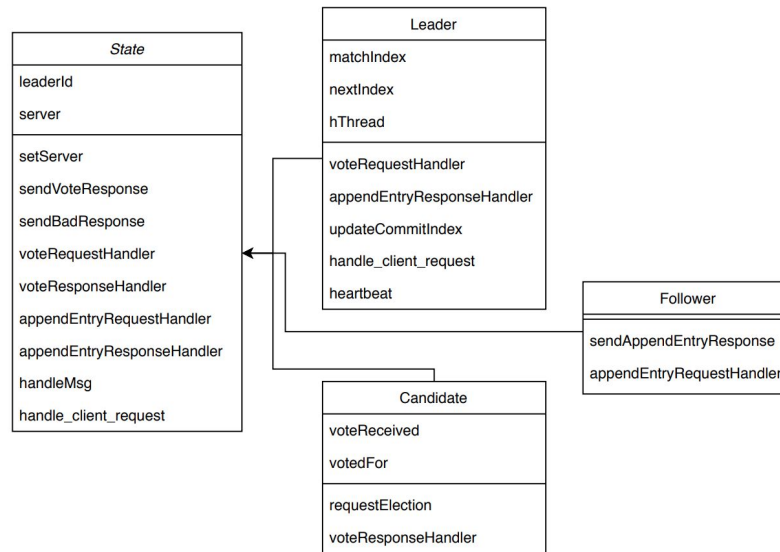 State
leaderId
server
setServer
sendVoteResponse
sendBadResponse
voteRequestHandler
voteResponseHandler
appendEntryRequestHandler
appendEntryResponseHandler
handleMsg
handle_client_request
Leader
matchIndex
nextIndex
hThread
voteRequestHandler
appendEntryResponseHandler
updateCommitIndex
handle_client_request
heartbeat
Follower
sendAppendEntryResponse
appendEntryRequestHandler
Candidate
voteReceived
votedFor
requestElection
voteResponseHandler